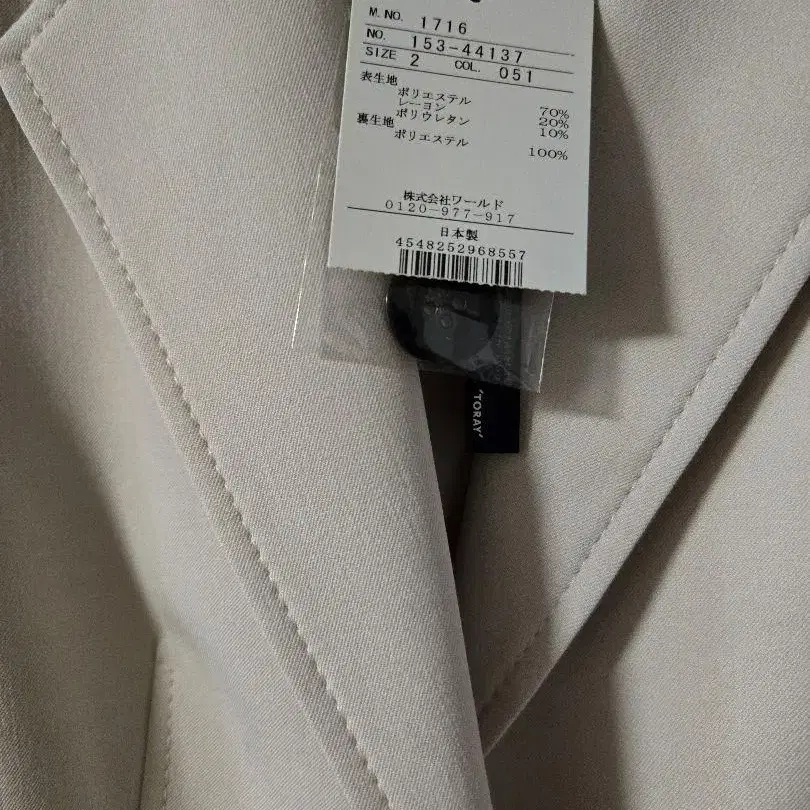 M. NO. 1716
NO. 153-44137
SIZE 2 COL. 051
表生地
ポリエステル 70%
レーヨン 20%
ポリウレタン 10%
裏生地
ポリエステル 100%
株式会社ワールド
0120-977-917
日本製
4548252968557
'TORAY'